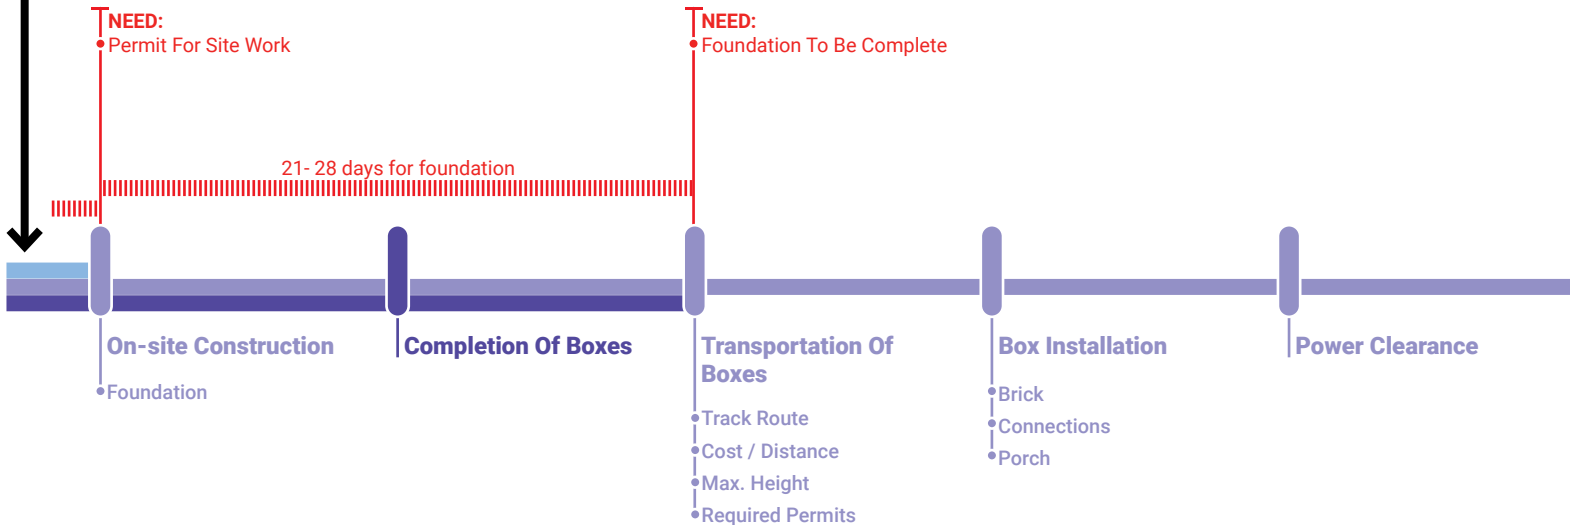 NEED:
Permit For Site Work
NEED:
Foundation To Be Complete
21- 28 days for foundation
On-site Construction
Foundation
Completion Of Boxes
Transportation Of
Boxes
Track Route
Cost / Distance
Max. Height
Required Permits
Box Installation
Brick
Connections
Porch
Power Clearance